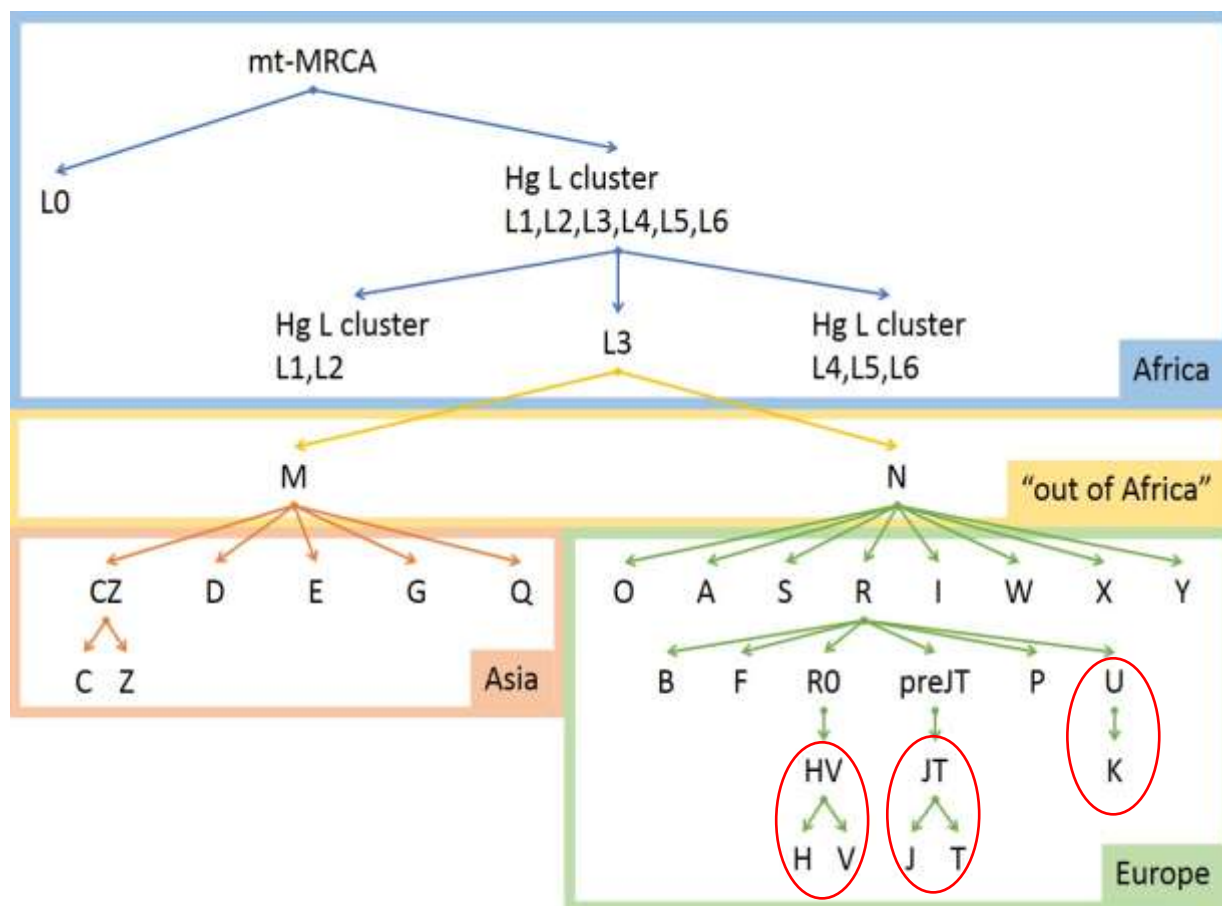 mt-MRCA
L0
Hg L cluster
L1,L2,L3,L4,L5,L6
Hg L cluster
L1,L2
L3
Hg L cluster
L4,L5,L6
Africa
M
N
"out of Africa"
CZ D E G Q
C Z
Asia
O A S R I W X Y
B F R0 preJT P U
HV JT K
H V J T
Europe